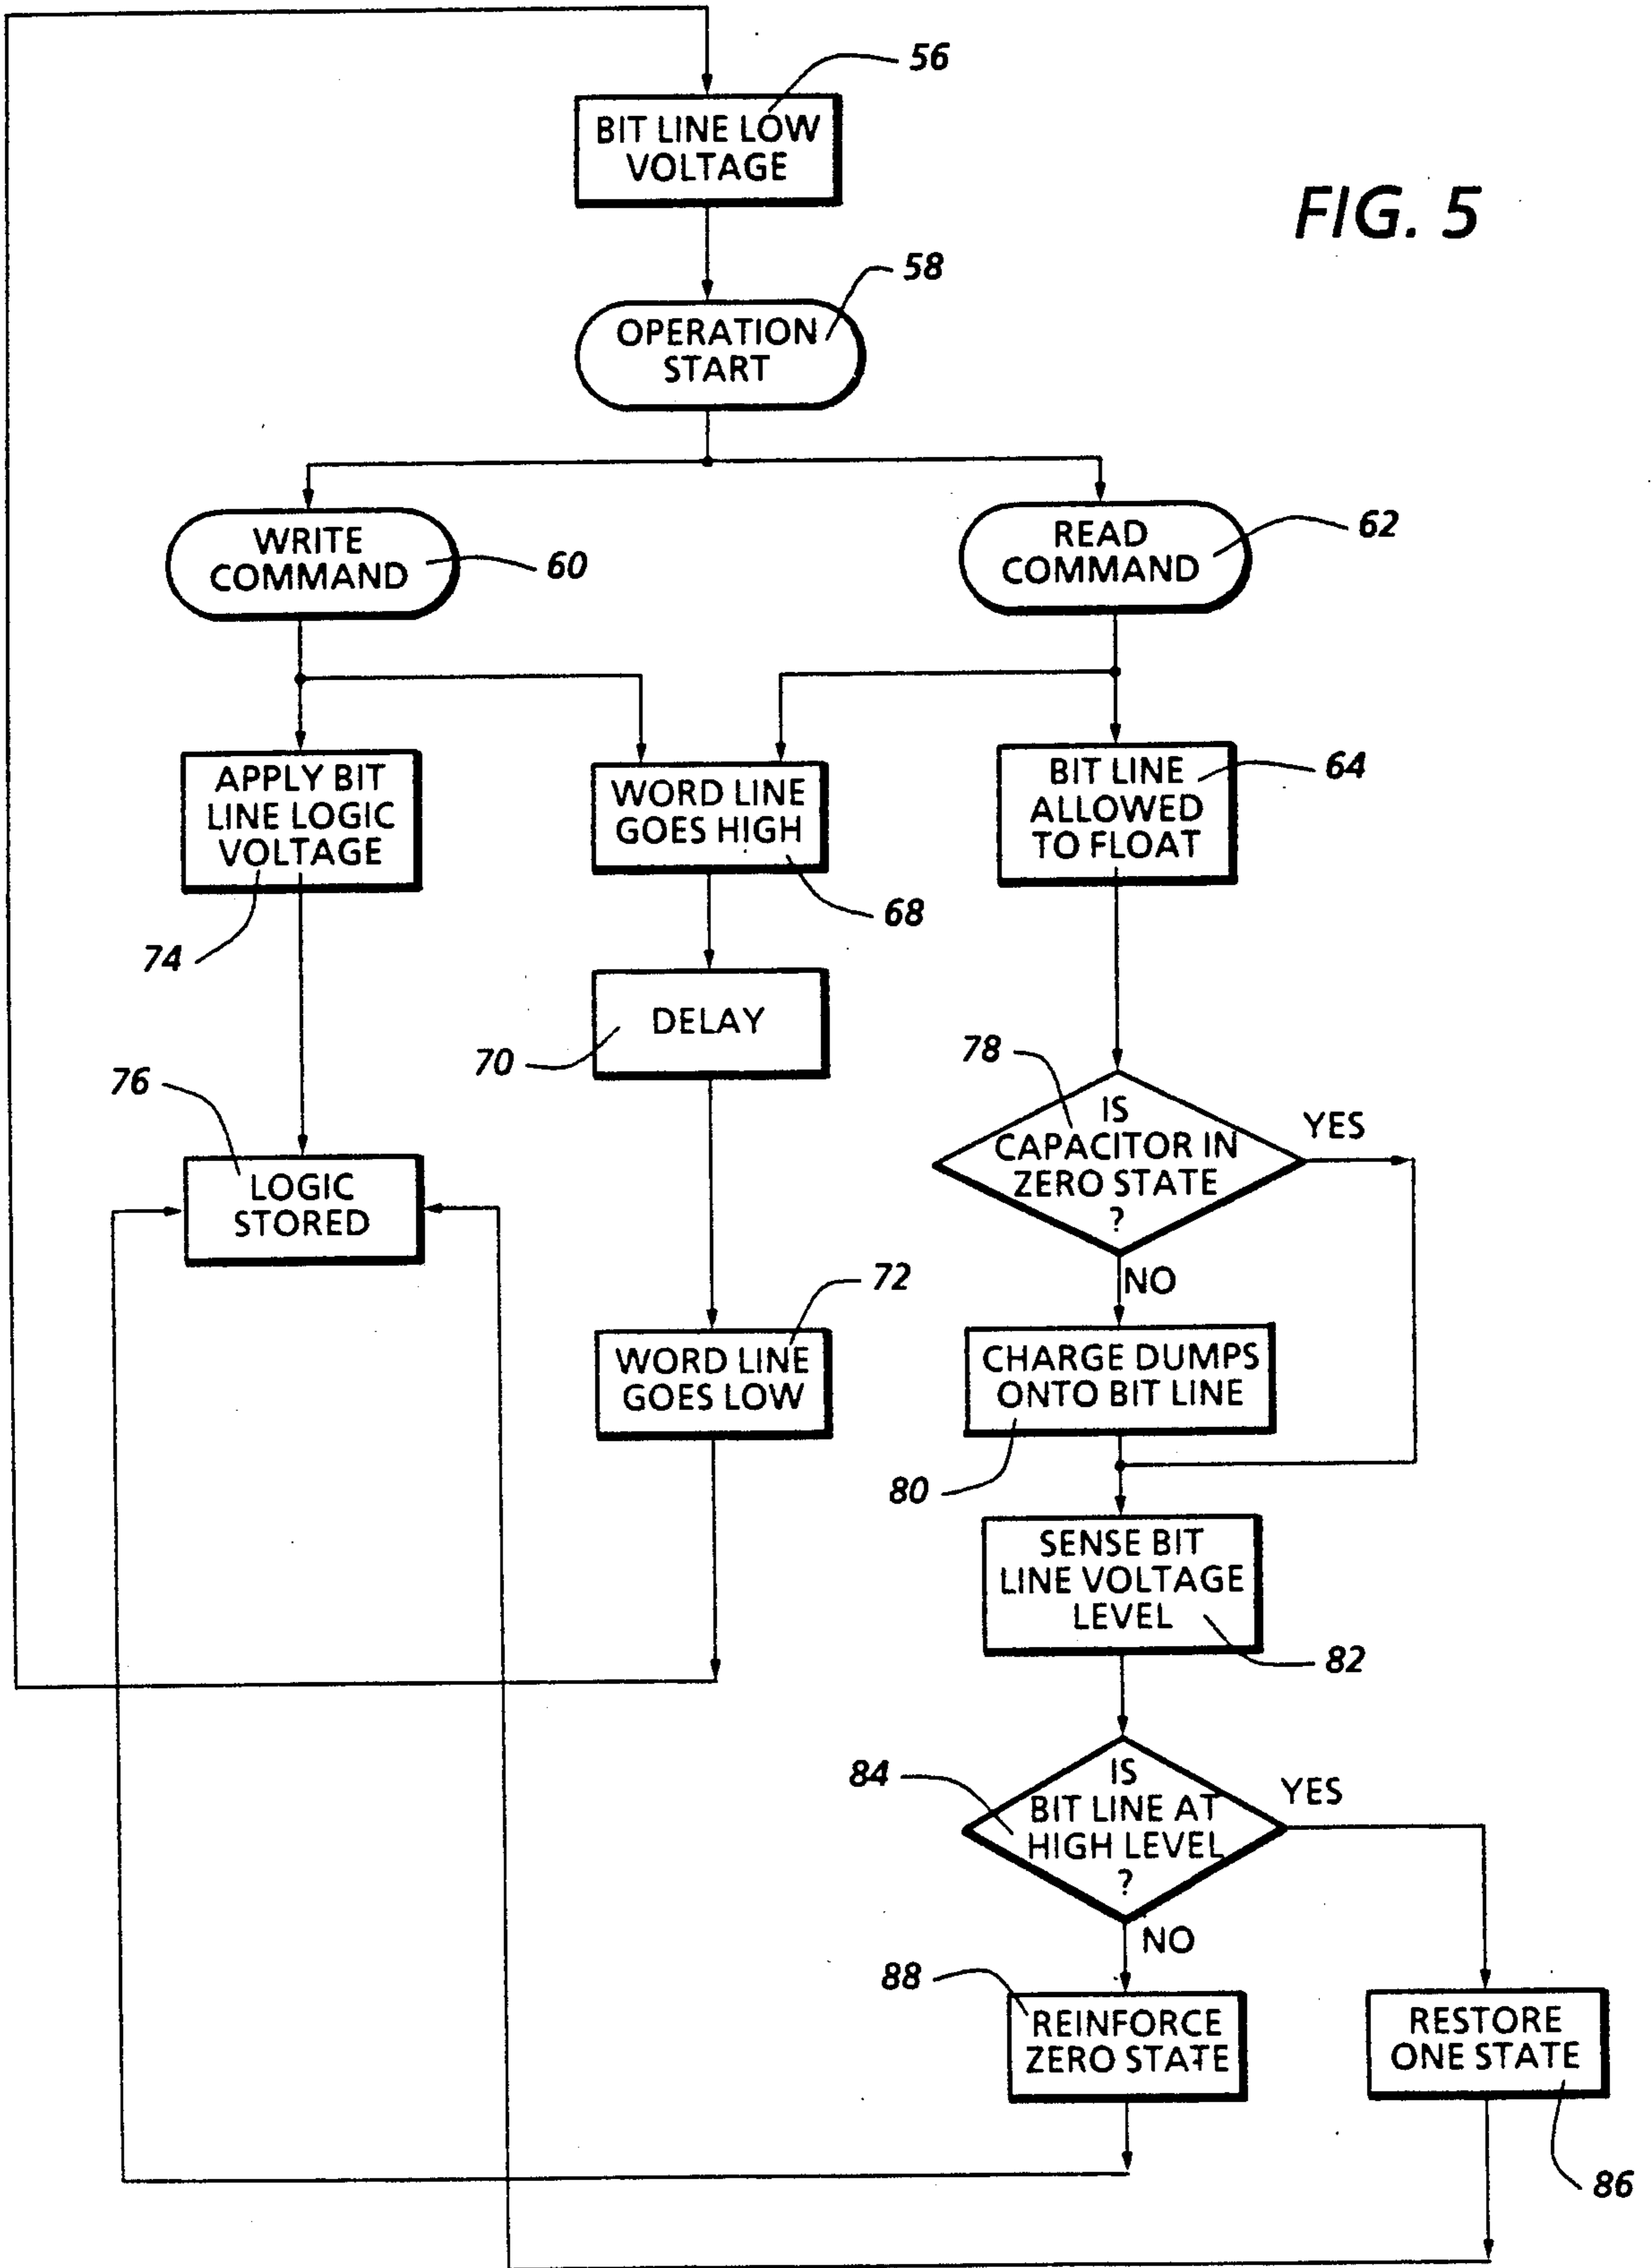 56
BIT LINE LOW
VOLTAGE
FIG. 5
58
OPERATION
START
WRITE
COMMAND
60
READ
COMMAND
62
APPLY BIT
LINE LOGIC
VOLTAGE
74
WORD LINE
GOES HIGH
68
BIT LINE
ALLOWED
TO FLOAT
64
DELAY
70
76
LOGIC
STORED
78
IS
CAPACITOR IN
ZERO STATE
?
YES
NO
72
WORD LINE
GOES LOW
CHARGE DUMPS
ONTO BIT LINE
80
SENSE BIT
LINE VOLTAGE
LEVEL
82
84
IS
BIT LINE AT
HIGH LEVEL
?
YES
NO
88
REINFORCE
ZERO STATE
RESTORE
ONE STATE
86